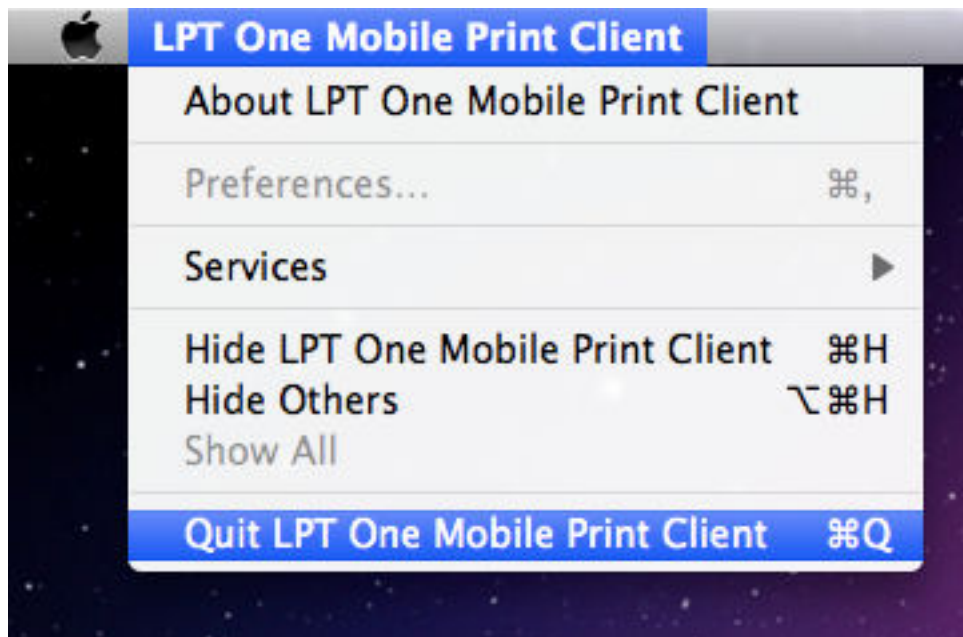 LPT One Mobile Print Client
About LPT One Mobile Print Client
Preferences... ⌘,
Services
Hide LPT One Mobile Print Client ⌘H
Hide Others ⌥⌘H
Show All
Quit LPT One Mobile Print Client ⌘Q